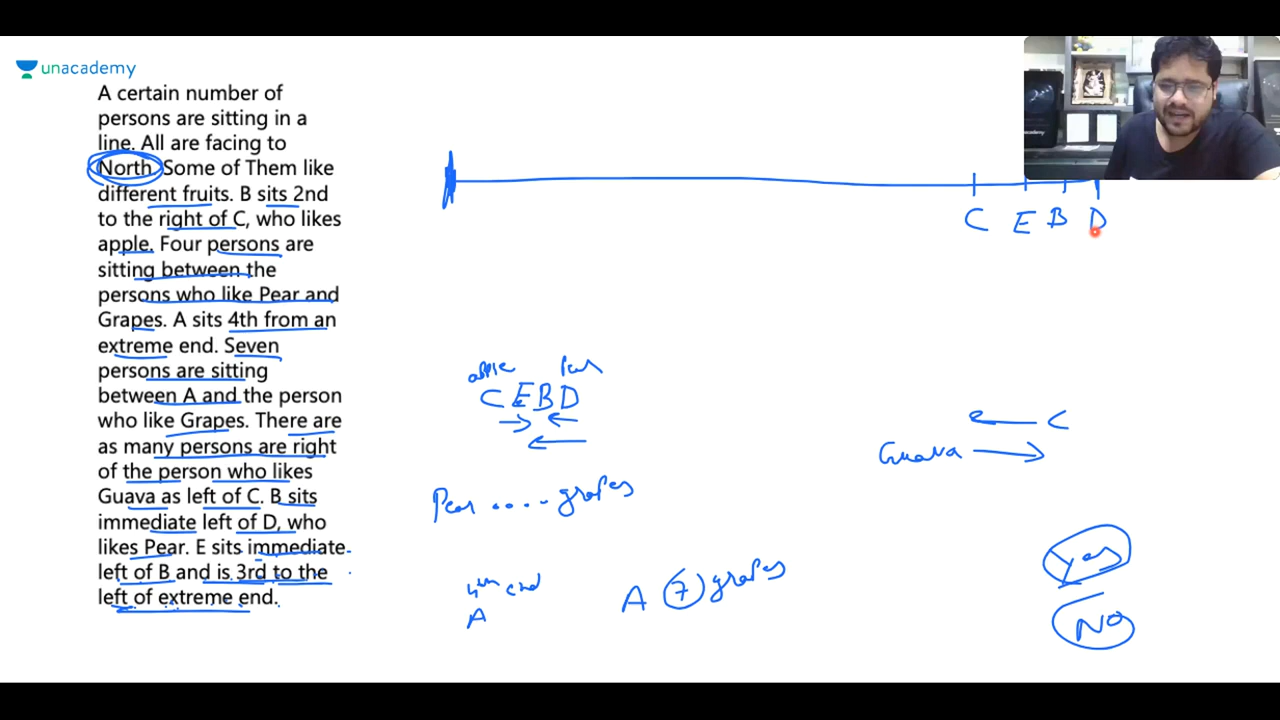 unacademy
A certain number of
persons are sitting in a
line. All are facing to
North Some of Them like
different fruits. B sits 2nd
to the right of C, who likes
apple. Four persons are
sitting between the
persons who like Pear and
Grapes. A sits 4th from an
extreme end. Seven
persons are sitting
between A and the person
who like Grapes. There are
as many persons are right
of the person who likes
Guava as left of C. B sits
immediate left of D, who
likes Pear. E sits immediate
left of B and is 3rd to the
left of extreme end.
C E B D
apple Pear
C E B D
C
Guava
Pear .... grapes
4th end
A
A 7 grapes
Yes
No